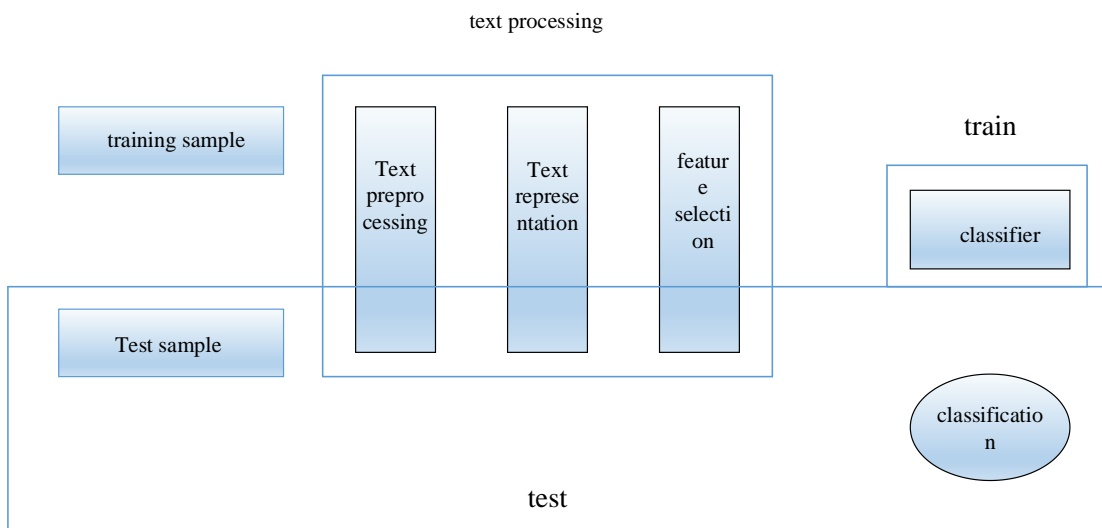 text processing
training sample
Text
prepro
cessing
Text
represe
ntation
featur
e
selecti
on
train
classifier
Test sample
classificatio
n
test